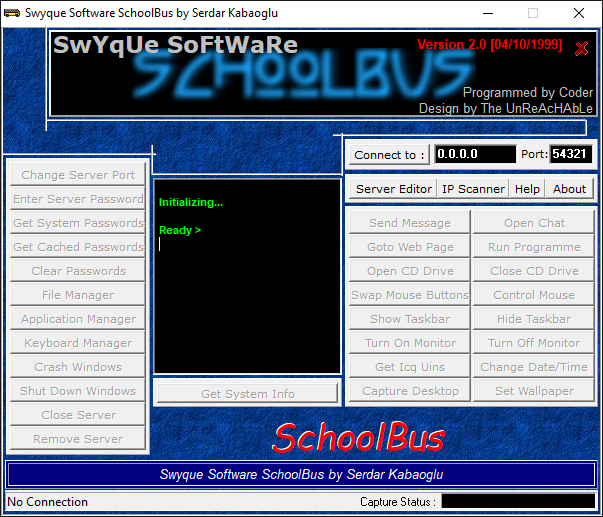 Swyque Software SchoolBus by Serdar Kabaoglu
SwYqUe SoFtWaRe
Version 2.0 [04/10/1999]
SCHOOLBUS
Programmed by Coder
Design by The UnReAcHAbLe
Connect to :
0.0.0.0
Port:
54321
Server Editor
IP Scanner
Help
About
Change Server Port
Enter Server Password
Get System Passwords
Get Cached Passwords
Clear Passwords
File Manager
Application Manager
Keyboard Manager
Crash Windows
Shut Down Windows
Close Server
Remove Server
Initializing...
Ready >
Get System Info
Send Message
Open Chat
Goto Web Page
Run Programme
Open CD Drive
Close CD Drive
Swap Mouse Buttons
Control Mouse
Show Taskbar
Hide Taskbar
Turn On Monitor
Turn Off Monitor
Get Icq Uins
Change Date/Time
Capture Desktop
Set Wallpaper
SchoolBus
Swyque Software SchoolBus by Serdar Kabaoglu
No Connection
Capture Status :